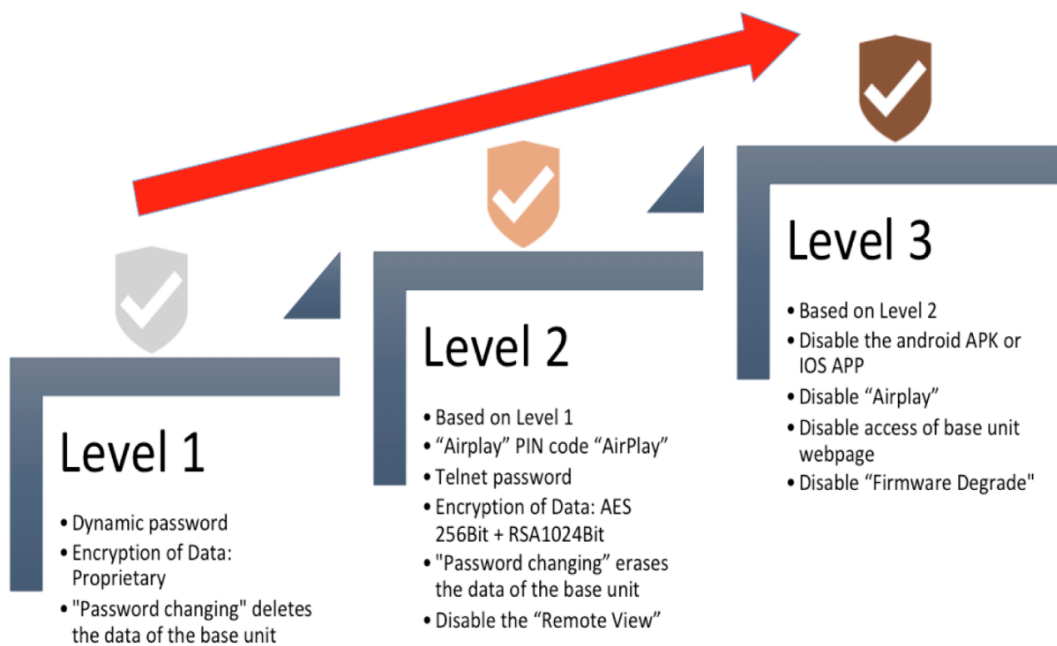 Level 1
• Dynamic password
• Encryption of Data:
Proprietary
• "Password changing" deletes
the data of the base unit
Level 2
• Based on Level 1
• “Airplay” PIN code “AirPlay”
• Telnet password
• Encryption of Data: AES
256Bit + RSA1024Bit
• "Password changing” erases
the data of the base unit
• Disable the “Remote View”
Level 3
• Based on Level 2
• Disable the android APK or
IOS APP
• Disable “Airplay”
• Disable access of base unit
webpage
• Disable “Firmware Degrade"